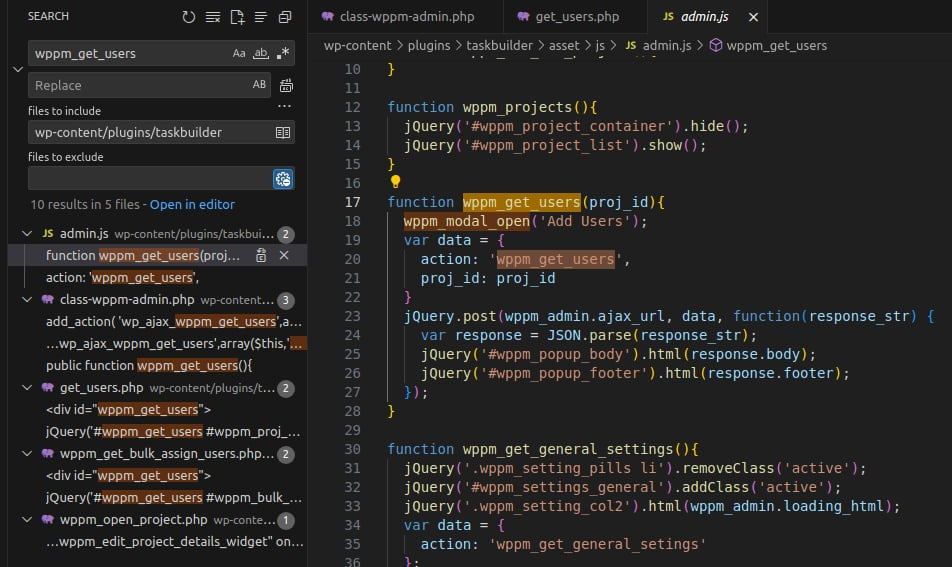 SEARCH
wppm_get_users
Aa ab .*
Replace
AB
files to include
wp-content/plugins/taskbuilder
files to exclude
10 results in 5 files - Open in editor
JS admin.js wp-content/plugins/taskbui... 2
function wppm_get_users(proj...
action: 'wppm_get_users',
class-wppm-admin.php wp-content... 3
add_action( 'wp_ajax_wppm_get_users',a...
...wp_ajax_wppm_get_users',array($this,'...
public function wppm_get_users(){
get_users.php wp-content/plugins/t... 2
<div id="wppm_get_users">
jQuery('#wppm_get_users #wppm_proj_...
wppm_get_bulk_assign_users.php... 2
<div id="wppm_get_users">
jQuery('#wppm_get_users #wppm_bulk_...
wppm_open_project.php wp-conte... 1
...wppm_edit_project_details_widget" on...
class-wppm-admin.php
get_users.php
JS admin.js
wp-content > plugins > taskbuilder > asset > js > JS admin.js > wppm_get_users
10 }
11
12 function wppm_projects(){
13 jQuery('#wppm_project_container').hide();
14 jQuery('#wppm_project_list').show();
15 }
16
17 function wppm_get_users(proj_id){
18 wppm_modal_open('Add Users');
19 var data = {
20 action: 'wppm_get_users',
21 proj_id: proj_id
22 }
23 jQuery.post(wppm_admin.ajax_url, data, function(response_str) {
24 var response = JSON.parse(response_str);
25 jQuery('#wppm_popup_body').html(response.body);
26 jQuery('#wppm_popup_footer').html(response.footer);
27 });
28 }
29
30 function wppm_get_general_settings(){
31 jQuery('.wppm_setting_pills li').removeClass('active');
32 jQuery('#wppm_settings_general').addClass('active');
33 jQuery('.wppm_setting_col2').html(wppm_admin.loading_html);
34 var data = {
35 action: 'wppm_get_general_setings'
36 };